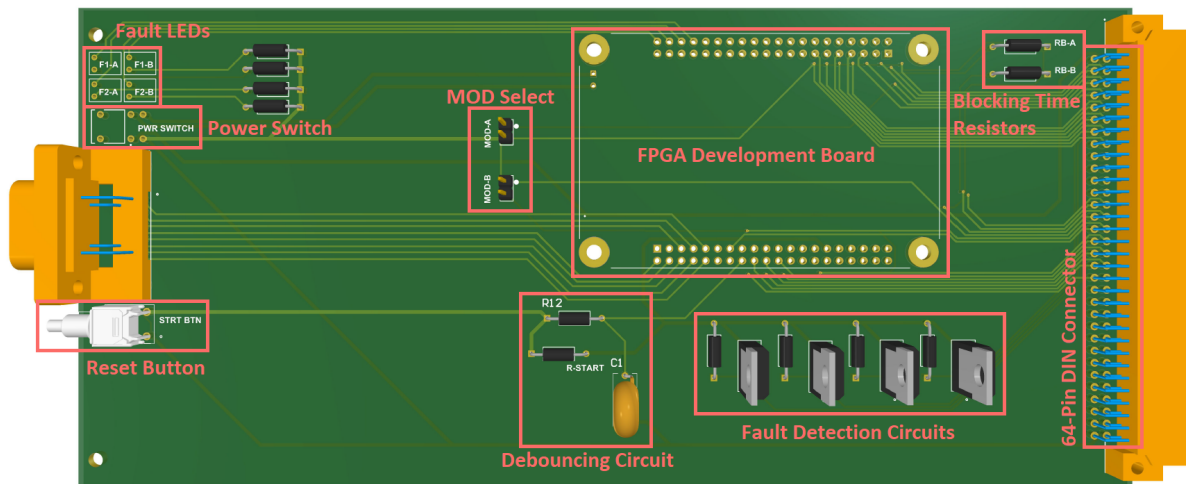 Fault LEDs
F1-A
F1-B
F2-A
F2-B
PWR SWITCH
Power Switch
MOD Select
MOD-A
MOD-B
FPGA Development Board
RB-A
RB-B
Blocking Time
Resistors
64-Pin DIN Connector
STRT BTN
Reset Button
R12
R-START
C1
Debouncing Circuit
Fault Detection Circuits